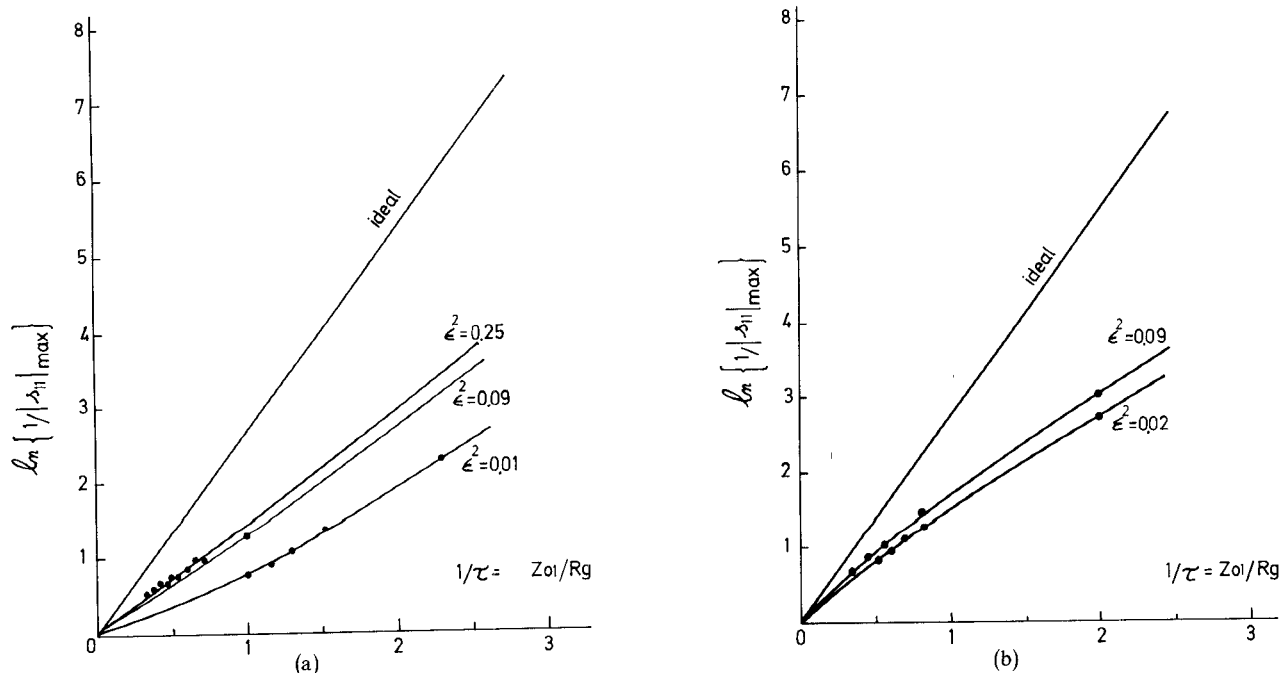 8
7
6
5
4
3
2
1
0
1
2
3
ln {1/|s11|max}
ideal
ϵ²=0.25
ϵ²=0.09
ϵ²=0.01
1/τ = Z01/Rg
(a)
8
7
6
5
4
3
2
1
0
1
2
3
ln {1/|s11|max}
ideal
ϵ²=0.09
ϵ²=0.02
1/τ = Z01/Rg
(b)